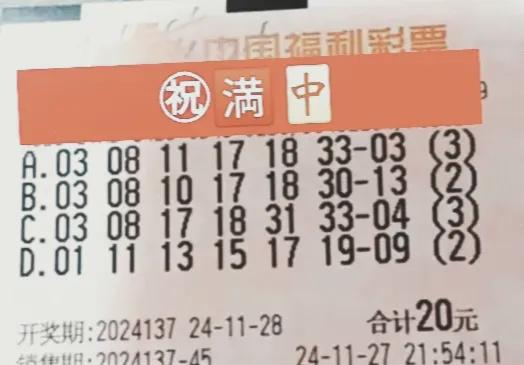 中国福利彩票
㊗ 満 中
A.03 08 11 17 18 33-03 (3)
B.03 08 10 17 18 30-13 (2)
C.03 08 17 18 31 33-04 (3)
D.01 11 13 15 17 19-09 (2)
开奖期:2024137 24-11-28 合计20元
销售期:2024137-45 24-11-27 21:54:11